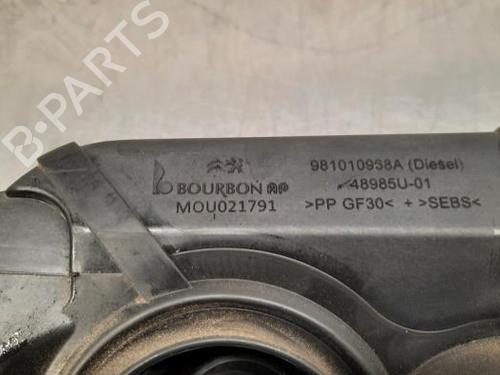 B-PARTS
BOURBON AP
MOU021791
981010938A (Diesel)
48985U-01
>PP GF30< + >SEBS<